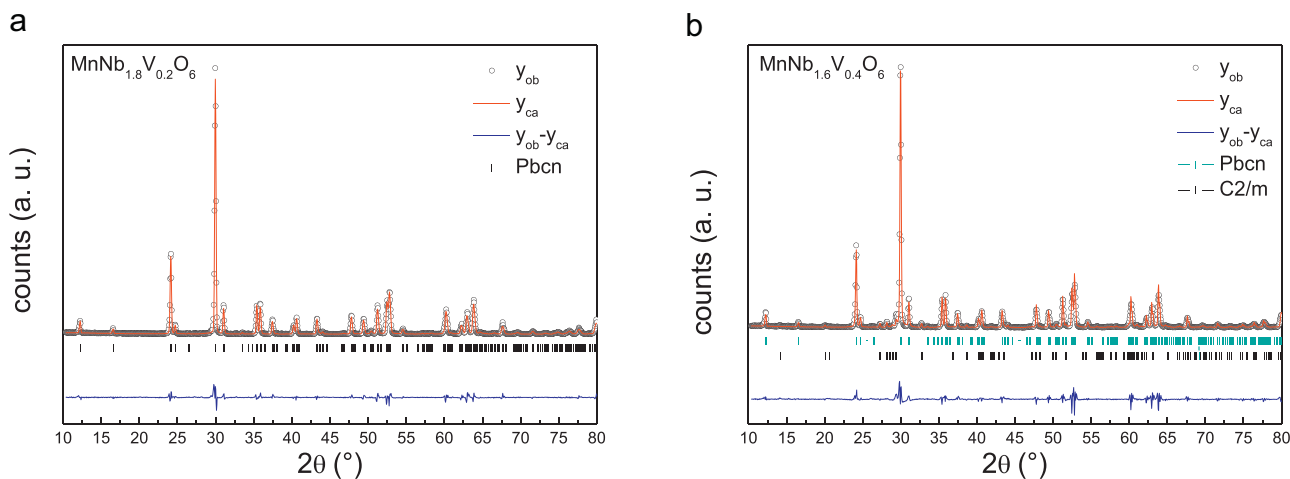 a
MnNb1.8V0.2O6
yob
yca
yob-yca
Pbcn
counts (a. u.)
10 15 20 25 30 35 40 45 50 55 60 65 70 75 80
2θ (°)
b
MnNb1.6V0.4O6
yob
yca
yob-yca
Pbcn
C2/m
counts (a. u.)
10 15 20 25 30 35 40 45 50 55 60 65 70 75 80
2θ (°)